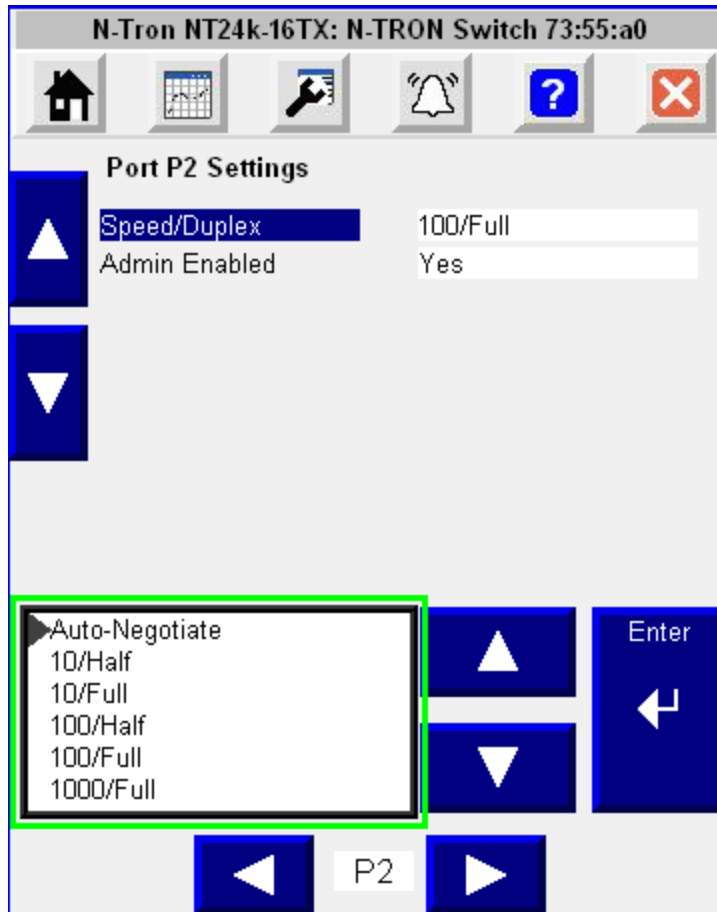 N-Tron NT24k-16TX: N-TRON Switch 73:55:a0
?
Port P2 Settings
Speed/Duplex 100/Full
Admin Enabled Yes
Auto-Negotiate
10/Half
10/Full
100/Half
100/Full
1000/Full
Enter
P2